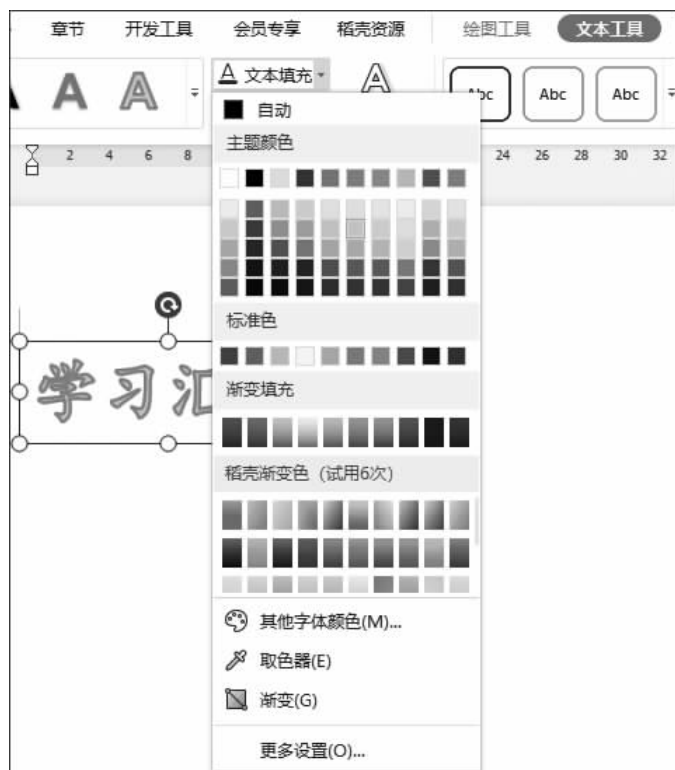 章节 开发工具 会员专享 稻壳资源 绘图工具 文本工具
A A A 文本填充 A Abc Abc Abc
自动
主题颜色
2 4 6 8 24 26 28 30 32
标准色
学习汇
渐变填充
稻壳渐变色（试用6次）
其他字体颜色(M)...
取色器(E)
渐变(G)
更多设置(O)...